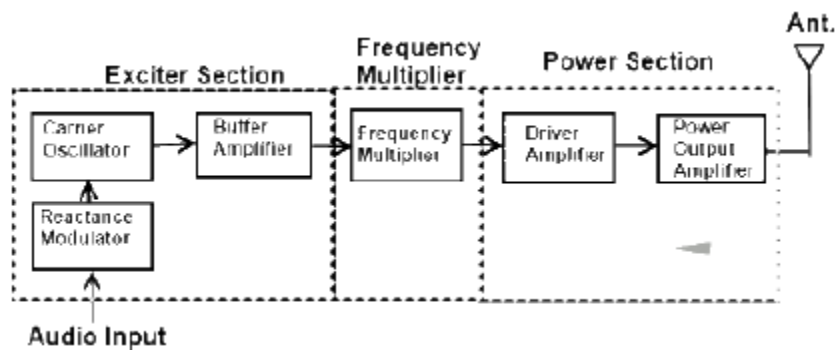 Ant.
Exciter Section
Frequency
Multiplier
Power Section
Carrier
Oscillator
Buffer
Amplifier
Frequency
Multiplier
Driver
Amplifier
Power
Output
Amplifier
Reactance
Modulator
Audio Input